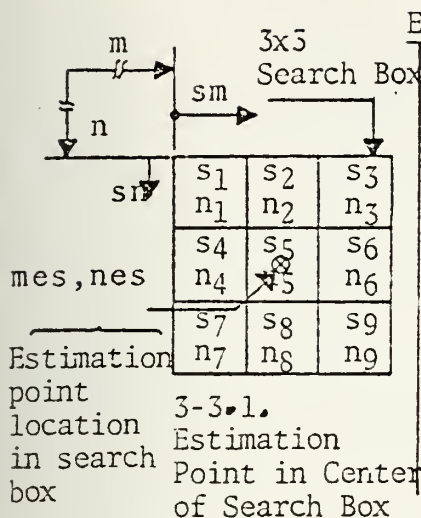 E
m
3x3
Search Box
sm
n
sn
s1 s2 s3
n1 n2 n3
s4 s5 s6
n4 n5 n6
mes,nes
s7 s8 s9
n7 n8 n9
Estimation
point
location
in search
box
3-3.1.
Estimation
Point in Center
of Search Box